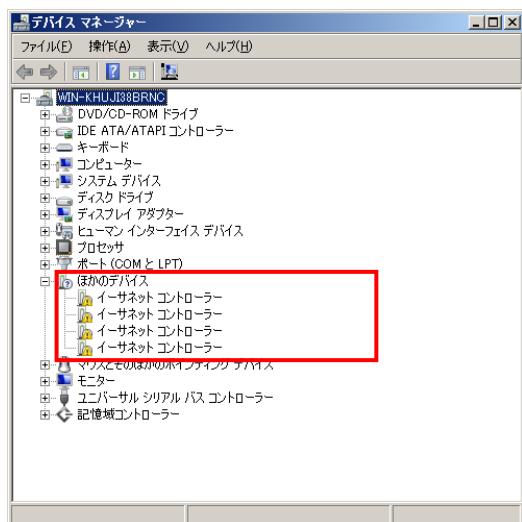 デバイス マネージャー
ファイル(F) 操作(A) 表示(V) ヘルプ(H)
WIN-KHUJI38BRNC
DVD/CD-ROM ドライブ
IDE ATA/ATAPI コントローラー
キーボード
コンピューター
システム デバイス
ディスク ドライブ
ディスプレイ アダプター
ヒューマン インターフェイス デバイス
プロセッサ
ポート (COM と LPT)
ほかのデバイス
イーサネット コントローラー
イーサネット コントローラー
イーサネット コントローラー
イーサネット コントローラー
マウスとそのほかのポインティング デバイス
モニター
ユニバーサル シリアル バス コントローラー
記憶域コントローラー